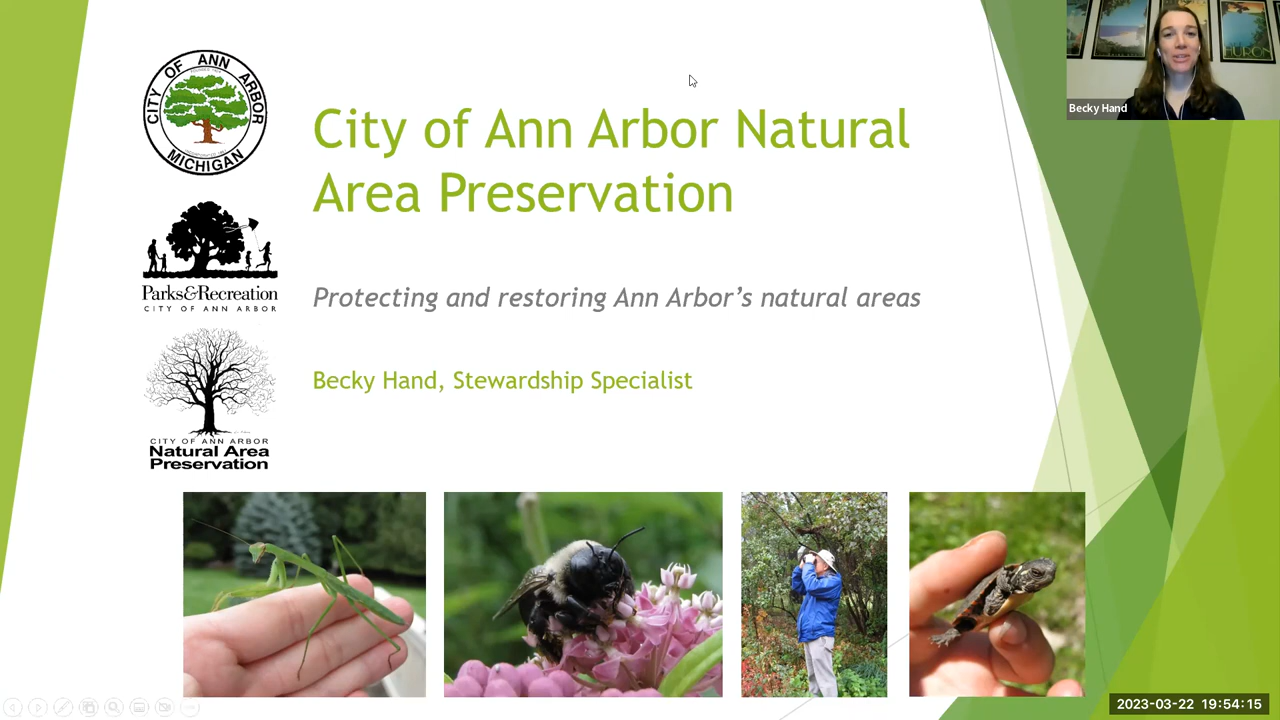 CITY OF ANN ARBOR
MICHIGAN
City of Ann Arbor Natural
Area Preservation
Parks&Recreation
CITY OF ANN ARBOR
Protecting and restoring Ann Arbor's natural areas
Becky Hand, Stewardship Specialist
CITY OF ANN ARBOR
Natural Area
Preservation
HURON
Becky Hand
2023-03-22 19:54:15